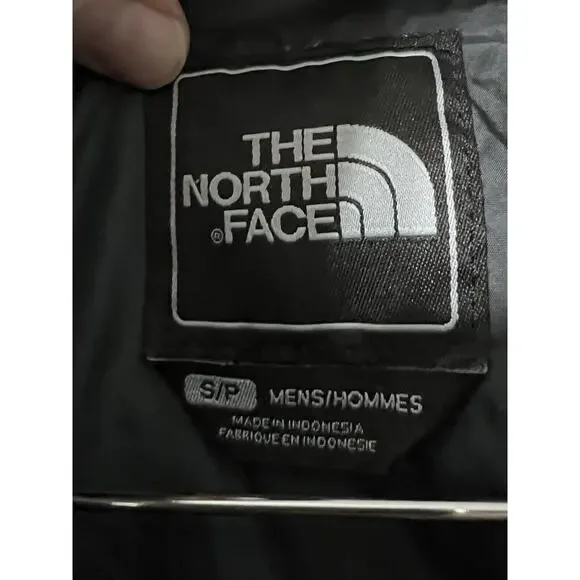 THE
NORTH
® FACE
S/P MENS/HOMMES
MADE IN INDONESIA
FABRIQUE EN INDONESIE